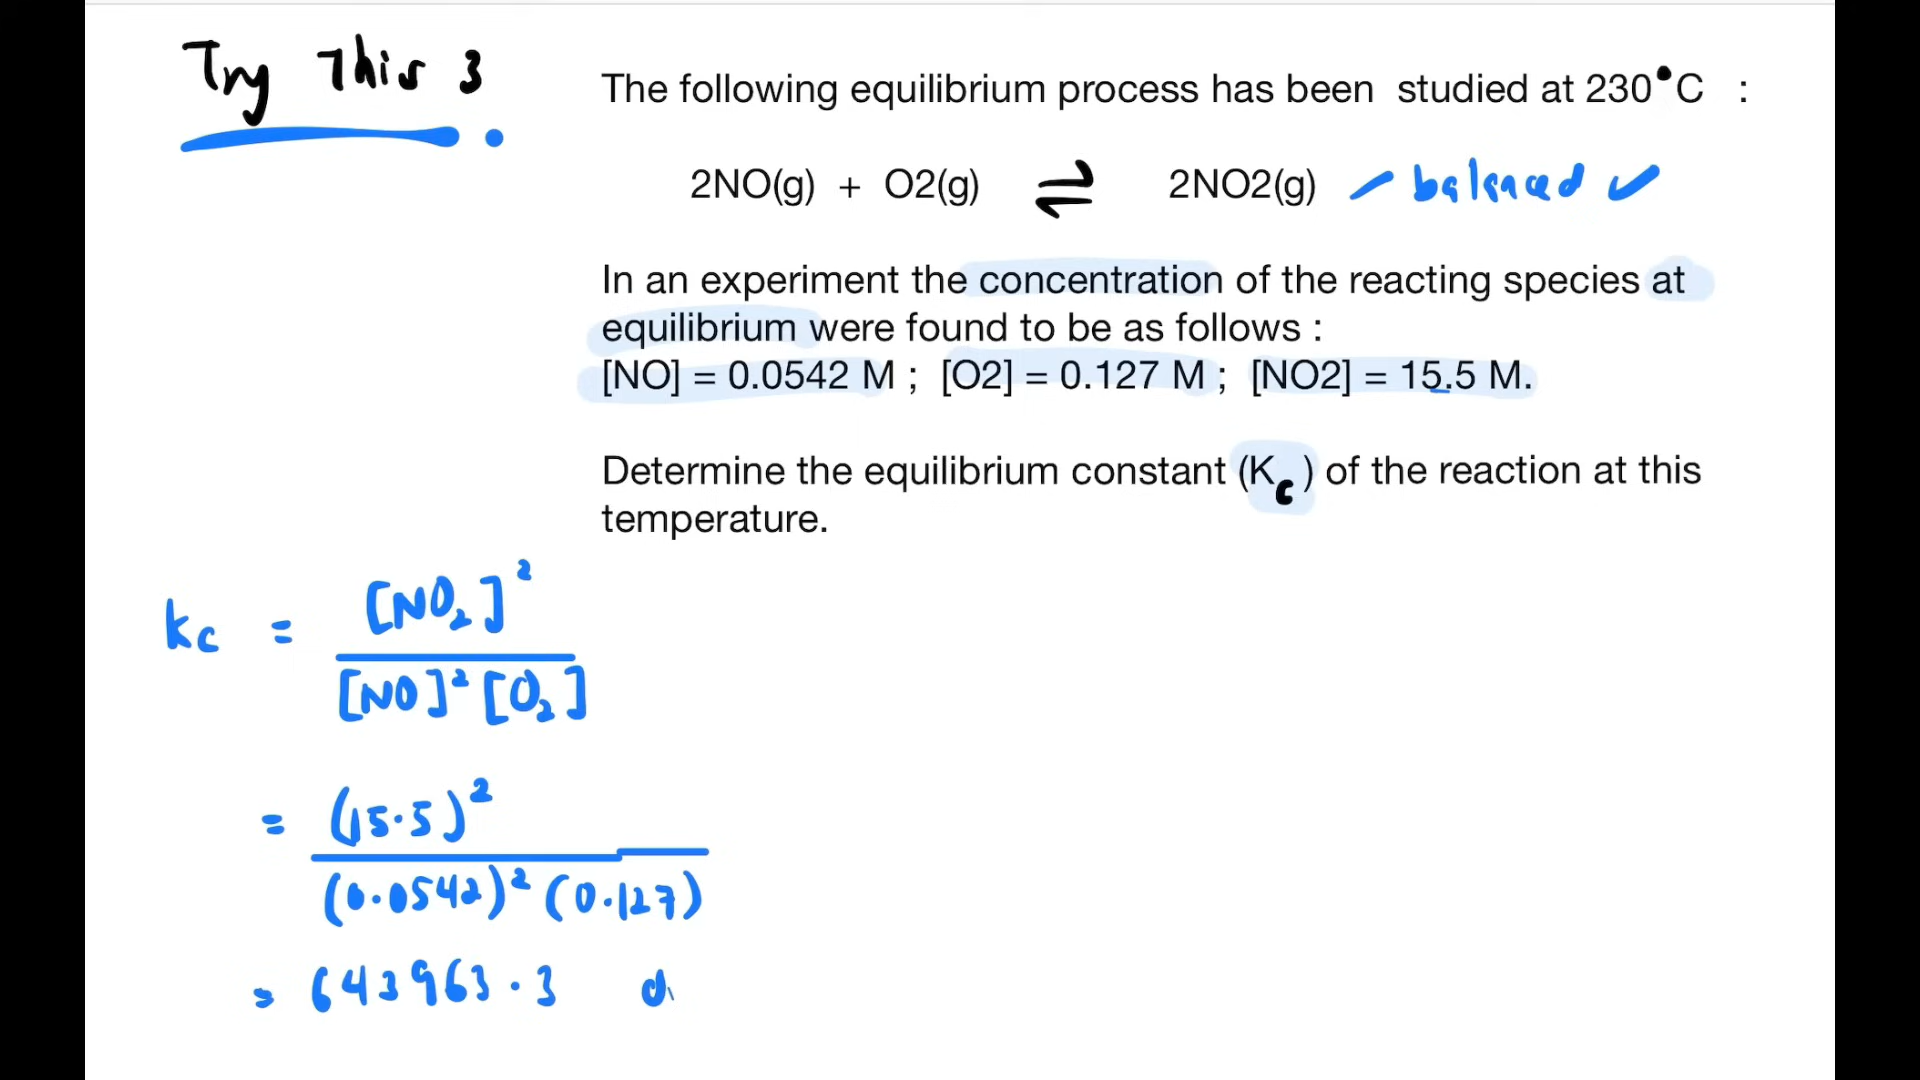 Try This 3
The following equilibrium process has been studied at 230°C :
2NO(g) + O2(g) ⇌ 2NO2(g) - balanced ✓
In an experiment the concentration of the reacting species at
equilibrium were found to be as follows :
[NO] = 0.0542 M ; [O2] = 0.127 M ; [NO2] = 15.5 M.
Determine the equilibrium constant (Kc) of the reaction at this
temperature.
kc = [NO₂]²
[NO]² [O₂]
= (15.5)²
(0.0542)² (0.127)
= 643963.3